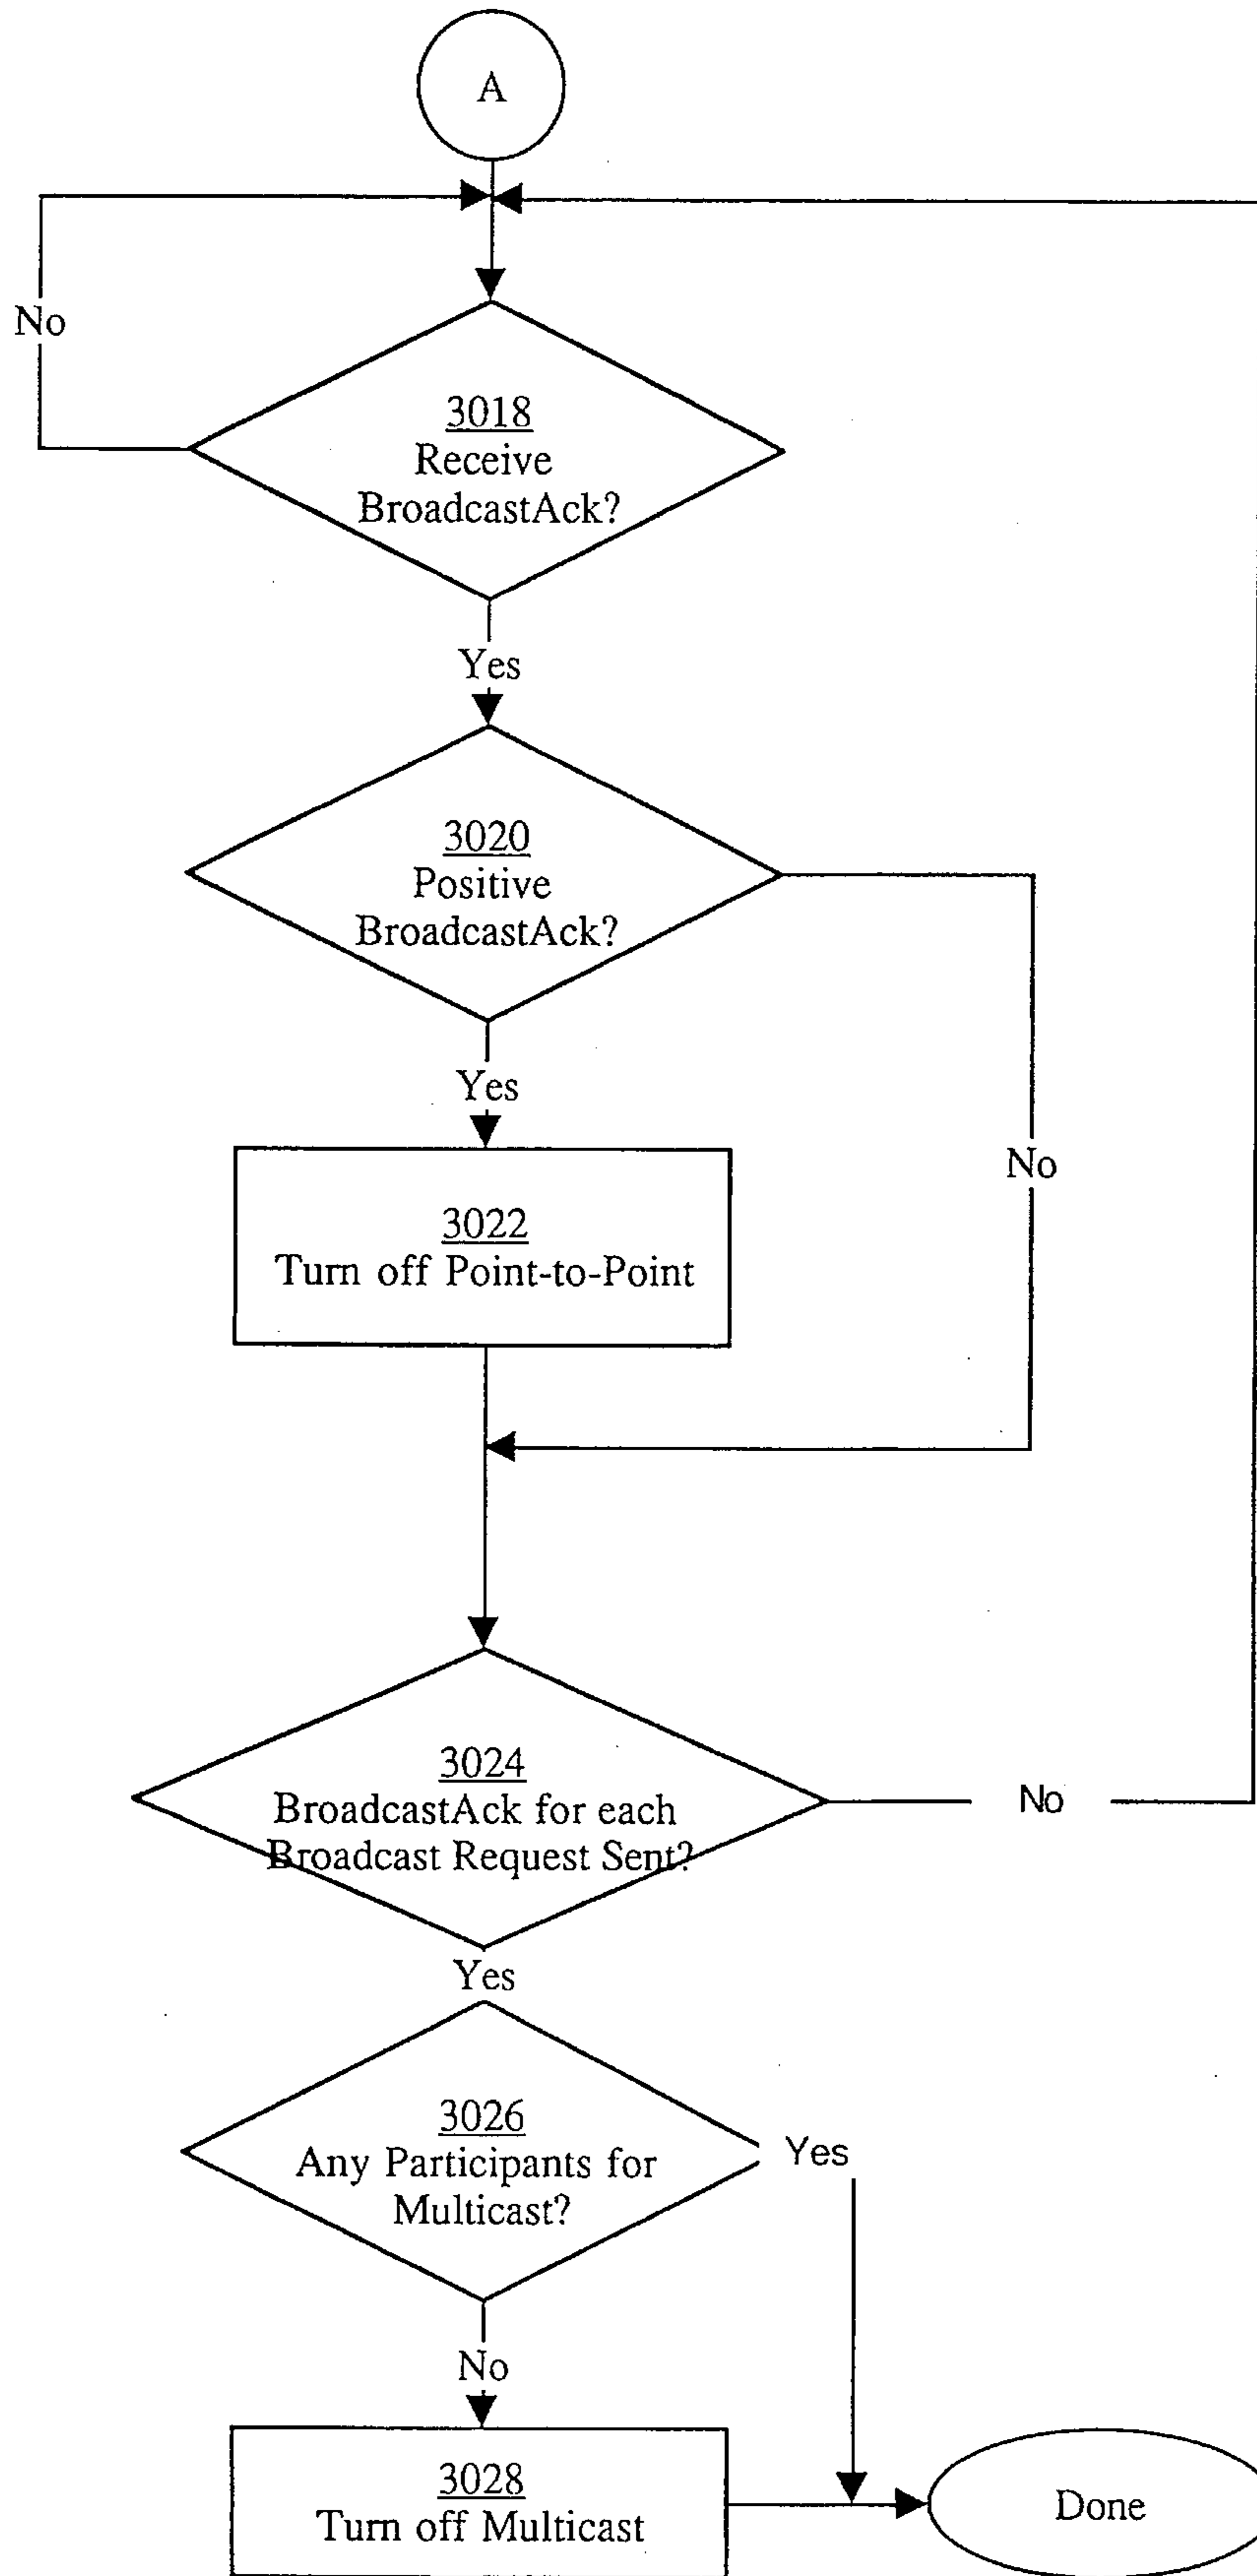 A
No
3018
Receive
BroadcastAck?
Yes
3020
Positive
BroadcastAck?
Yes
No
3022
Turn off Point-to-Point
3024
BroadcastAck for each
Broadcast Request Sent?
No
Yes
3026
Any Participants for
Multicast?
Yes
No
3028
Turn off Multicast
Done